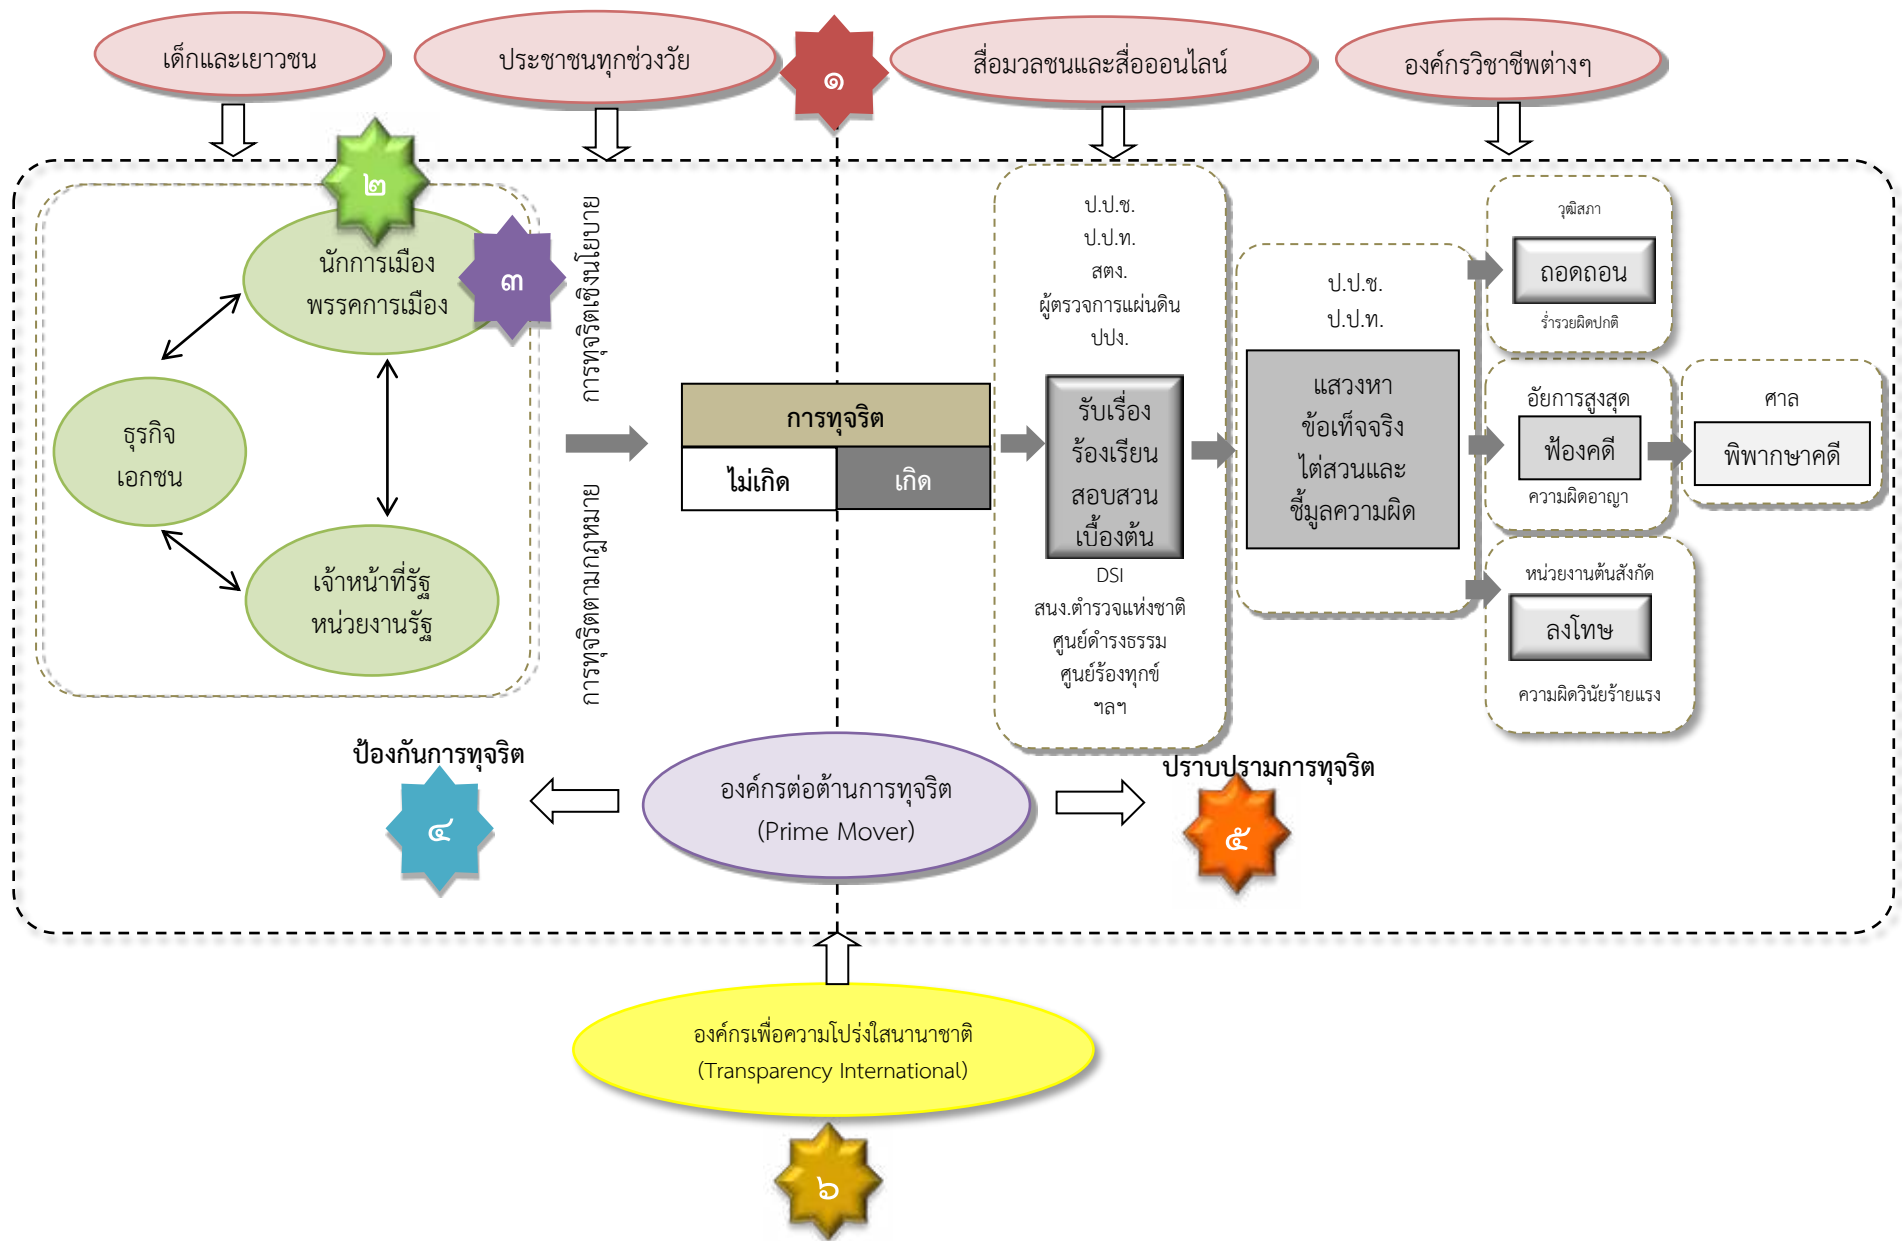 เด็กและเยาวชน
ประชาชนทุกช่วงวัย
๑
สื่อมวลชนและสื่อออนไลน์
องค์กรวิชาชีพต่างๆ
๒
นักการเมือง
พรรคการเมือง
๓
ธุรกิจ
เอกชน
เจ้าหน้าที่รัฐ
หน่วยงานรัฐ
การทุจริตเชิงนโยบาย
การทุจริตตามกฎหมาย
การทุจริต
ไม่เกิด
เกิด
ป.ป.ช.
ป.ป.ท.
สตง.
ผู้ตรวจการแผ่นดิน
ปปง.
รับเรื่อง
ร้องเรียน
สอบสวน
เบื้องต้น
DSI
สนง.ตำรวจแห่งชาติ
ศูนย์ดำรงธรรม
ศูนย์ร้องทุกข์
ฯลฯ
ป.ป.ช.
ป.ป.ท.
แสวงหา
ข้อเท็จจริง
ไต่สวนและ
ชี้มูลความผิด
วุฒิสภา
ถอดถอน
ร่ำรวยผิดปกติ
อัยการสูงสุด
ฟ้องคดี
ความผิดอาญา
ศาล
พิพากษาคดี
หน่วยงานต้นสังกัด
ลงโทษ
ความผิดวินัยร้ายแรง
ป้องกันการทุจริต
๔
องค์กรต่อต้านการทุจริต
(Prime Mover)
ปราบปรามการทุจริต
๕
องค์กรเพื่อความโปร่งใสนานาชาติ
(Transparency International)
๖